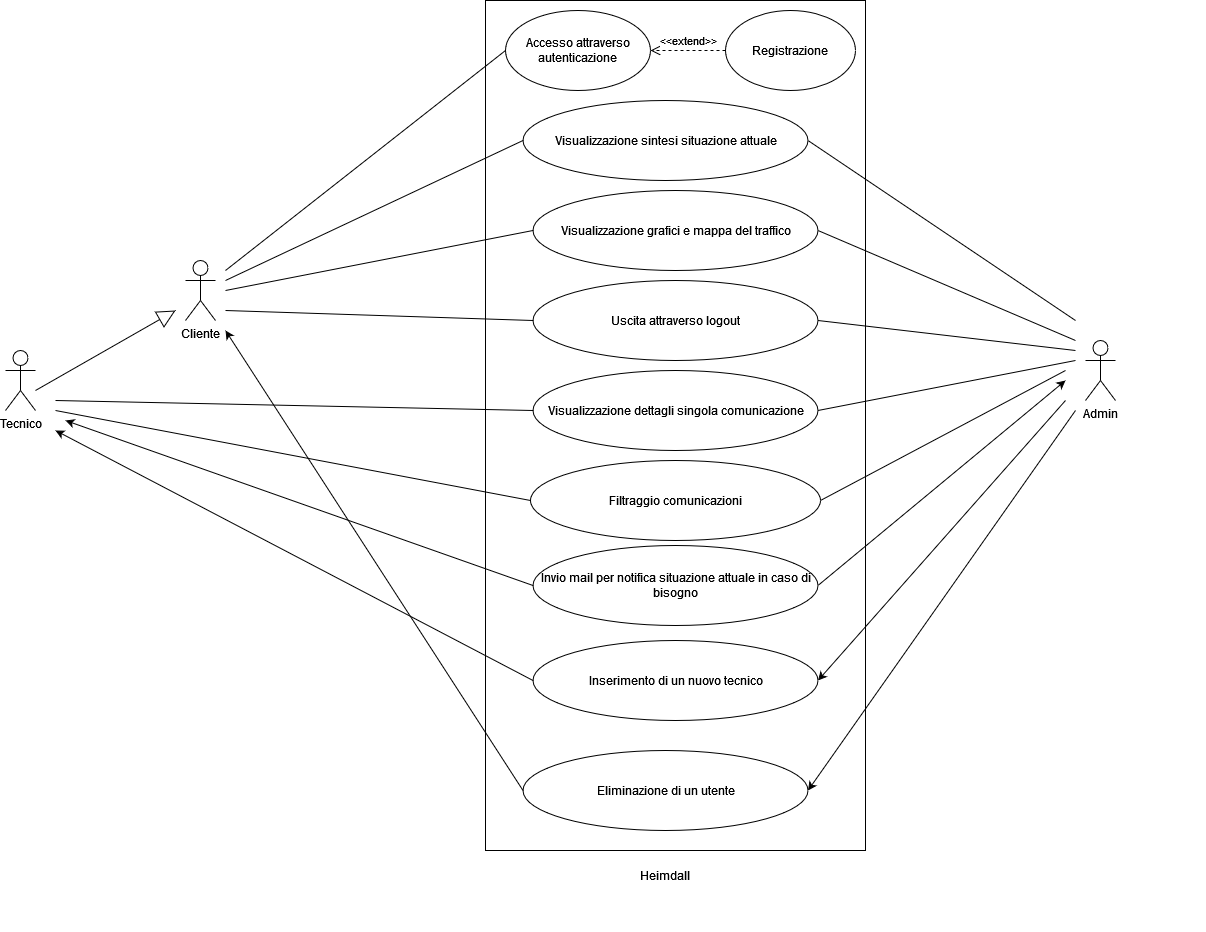 Accesso attraverso
autenticazione
<<extend>>
Registrazione
Visualizzazione sintesi situazione attuale
Visualizzazione grafici e mappa del traffico
Uscita attraverso logout
Cliente
Visualizzazione dettagli singola comunicazione
Tecnico
Admin
Filtraggio comunicazioni
Invio mail per notifica situazione attuale in caso di
bisogno
Inserimento di un nuovo tecnico
Eliminazione di un utente
Heimdall